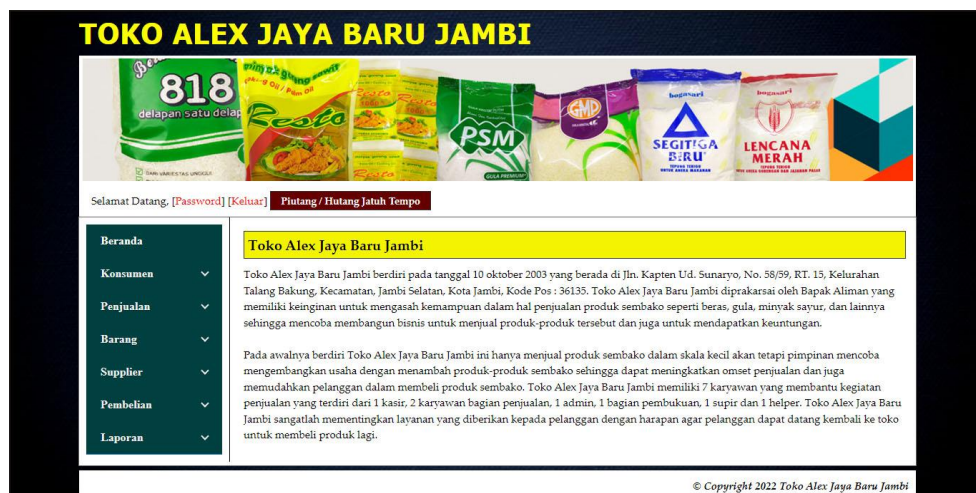 TOKO ALEX JAYA BARU JAMBI
818
delapan satu delap
Resto
Resto
PSM
GULA PREMIUM
GMP
bogasari
SEGITIGA
BIRU
bogasari
LENCANA
MERAH
Selamat Datang, [Password] [Keluar] Piutang / Hutang Jatuh Tempo
Beranda
Konsumen
Penjualan
Barang
Supplier
Pembelian
Laporan
Toko Alex Jaya Baru Jambi
Toko Alex Jaya Baru Jambi berdiri pada tanggal 10 oktober 2003 yang berada di Jln. Kapten Ud. Sunaryo, No. 58/59, RT. 15, Kelurahan
Talang Bakung, Kecamatan, Jambi Selatan, Kota Jambi, Kode Pos : 36135. Toko Alex Jaya Baru Jambi diprakarsai oleh Bapak Aliman yang
memiliki keinginan untuk mengasah kemampuan dalam hal penjualan produk sembako seperti beras, gula, minyak sayur, dan lainnya
sehingga mencoba membangun bisnis untuk menjual produk-produk tersebut dan juga untuk mendapatkan keuntungan.
Pada awalnya berdiri Toko Alex Jaya Baru Jambi ini hanya menjual produk sembako dalam skala kecil akan tetapi pimpinan mencoba
mengembangkan usaha dengan menambah produk-produk sembako sehingga dapat meningkatkan omset penjualan dan juga
memudahkan pelanggan dalam membeli produk sembako. Toko Alex Jaya Baru Jambi memiliki 7 karyawan yang membantu kegiatan
penjualan yang terdiri dari 1 kasir, 2 karyawan bagian penjualan, 1 admin, 1 bagian pembukuan, 1 supir dan 1 helper. Toko Alex Jaya Baru
Jambi sangatlah mementingkan layanan yang diberikan kepada pelanggan dengan harapan agar pelanggan dapat datang kembali ke toko
untuk membeli produk lagi.
© Copyright 2022 Toko Alex Jaya Baru Jambi